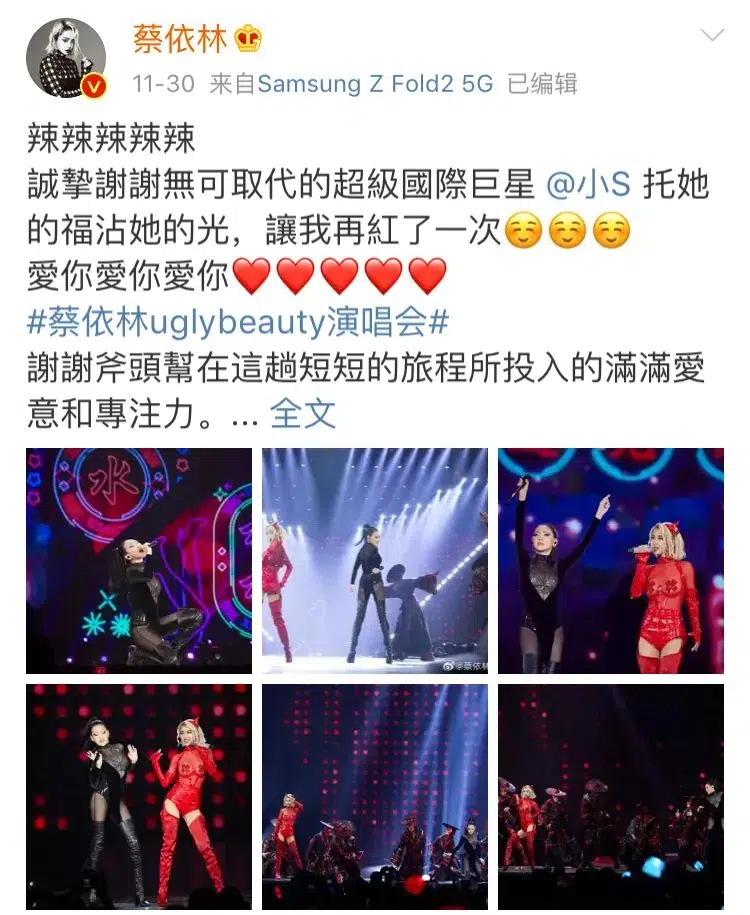 蔡依林
11-30 来自Samsung Z Fold2 5G 已编辑
辣辣辣辣辣
誠摯謝謝無可取代的超級國際巨星 @小S 托她
的福沾她的光，讓我再紅了一次☺️☺️☺️
愛你愛你愛你❤️❤️❤️❤️❤️
#蔡依林uglybeauty演唱会#
謝謝斧頭幫在這趟短短的旅程所投入的滿滿愛
意和專注力。... 全文
水
@蔡依林